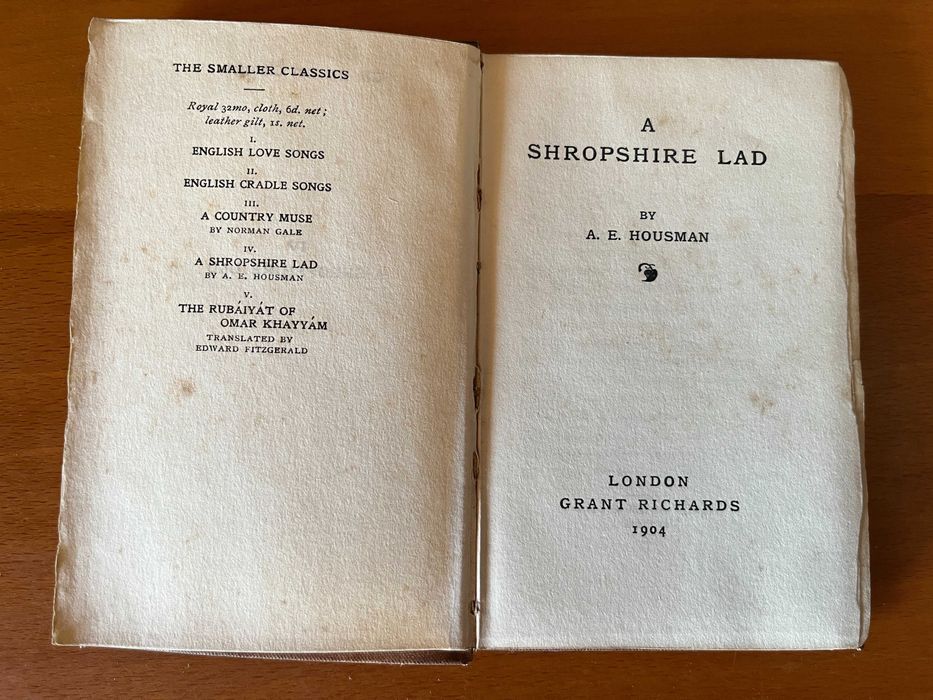 THE SMALLER CLASSICS
Royal 32mo, cloth, 6d. net;
leather gilt, 1s. net.
I.
ENGLISH LOVE SONGS
II.
ENGLISH CRADLE SONGS
III.
A COUNTRY MUSE
BY NORMAN GALE
IV.
A SHROPSHIRE LAD
BY A. E. HOUSMAN
V.
THE RUBÁIYÁT OF
OMAR KHAYYÁM
TRANSLATED BY
EDWARD FITZGERALD
A
SHROPSHIRE LAD
BY
A. E. HOUSMAN
LONDON
GRANT RICHARDS
1904